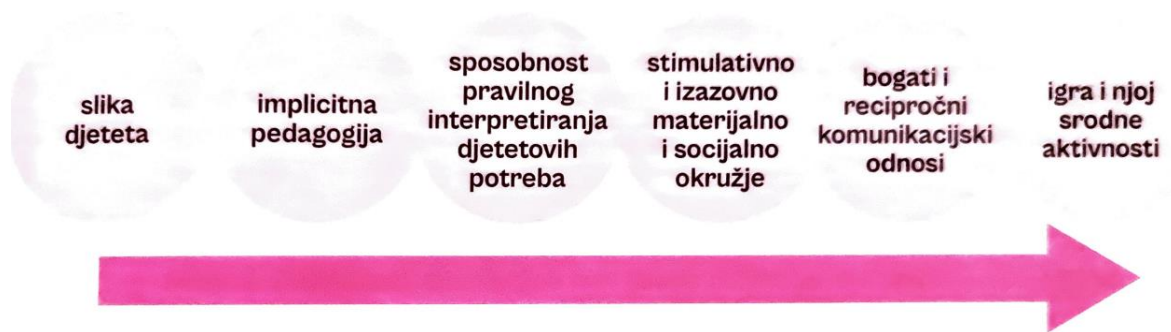 slika
djeteta
implicitna
pedagogija
sposobnost
pravilnog
interpretiranja
djetetovih
potreba
stimulativno
i izazovno
materijalno
i socijalno
okružje
bogati i
recipročni
komunikacijski
odnosi
igra i njoj
srodne
aktivnosti